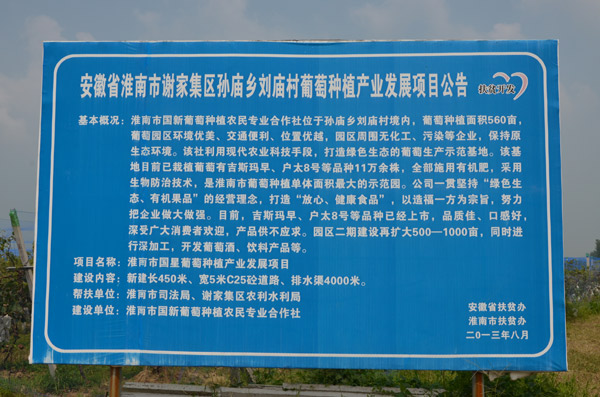 安徽省淮南市谢家集区孙庙乡刘庙村葡萄种植产业发展项目公告
扶贫开发
基本概况：淮南市国新葡萄种植农民专业合作社位于孙庙乡刘庙村境内，葡萄种植面积560亩，
葡萄园区环境优美、交通便利、位置优越，园区周围无化工、污染等企业，保持原
生态环境。该社利用现代农业科技手段，打造绿色生态的葡萄生产示范基地。该基
地目前已栽植葡萄有吉斯玛早、户太8号等品种11万余株，全部施用有机肥，采用
生物防治技术，是淮南市葡萄种植单体面积最大的示范园。公司一贯坚持“绿色生
态、有机果品”的经营理念，打造“放心、健康食品”，以造福一方为宗旨，努力
把企业做大做强。目前，吉斯玛早、户太8号等品种已经上市，品质佳、口感好，
深受广大消费者欢迎，产品供不应求。园区二期建设再扩大500—1000亩，同时进
行深加工，开发葡萄酒、饮料产品等。
项目名称：淮南市国星葡萄种植产业发展项目
建设内容：新建长450米、宽5米C25砼道路、排水渠4000米。
帮扶单位：淮南市司法局、谢家集区农利水利局
建设单位：淮南市国新葡萄种植农民专业合作社
安徽省扶贫办
淮南市扶贫办
二0一三年八月